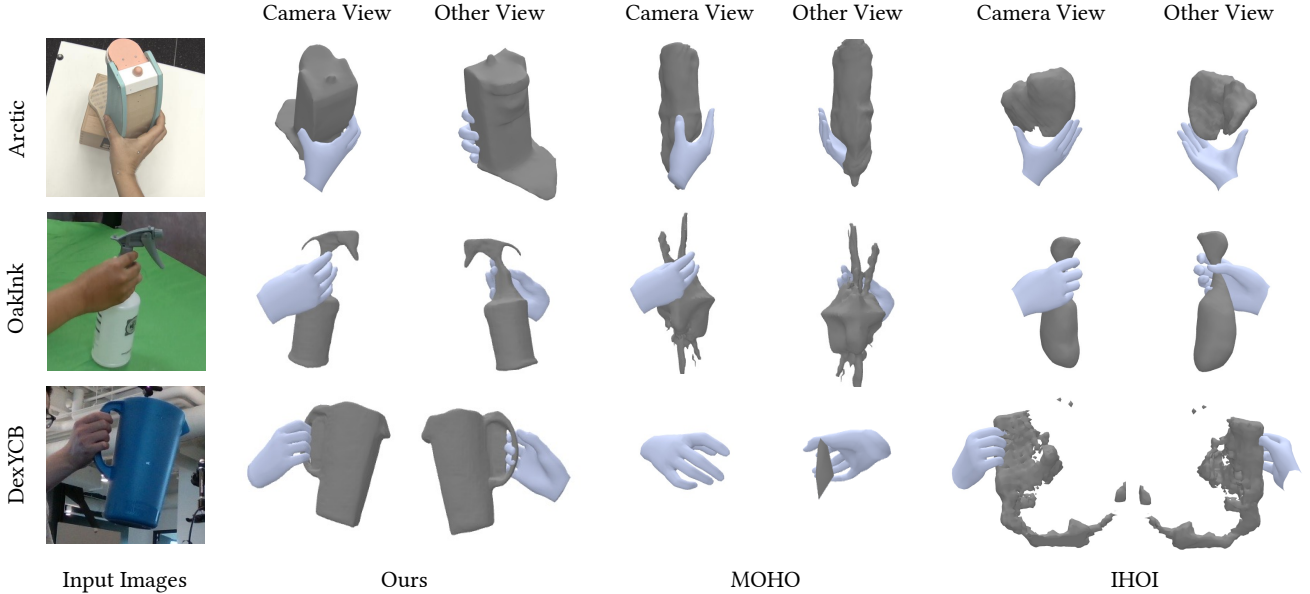 Camera View Other View Camera View Other View Camera View Other View
Arctic
OakInk
DexYCB
Input Images Ours MOHO IHOI